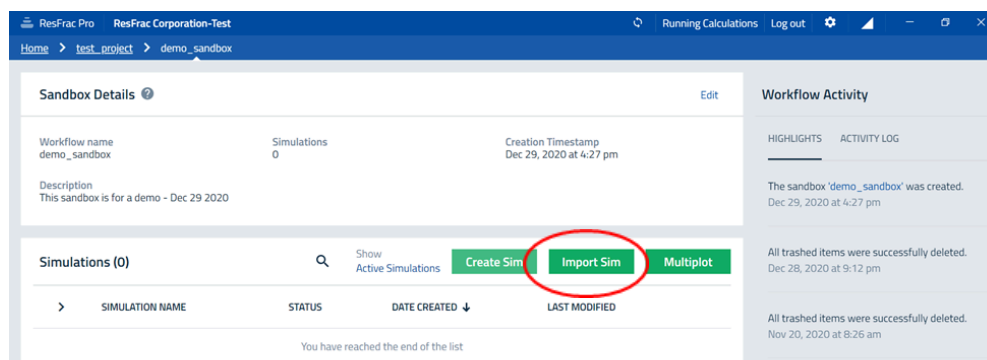 ResFrac Pro ResFrac Corporation-Test Running Calculations Log out
Home > test_project > demo_sandbox
Sandbox Details ? Edit
Workflow name Simulations Creation Timestamp
demo_sandbox 0 Dec 29, 2020 at 4:27 pm
Description
This sandbox is for a demo - Dec 29 2020
Simulations (0) Show Active Simulations Create Sim Import Sim Multiplot
SIMULATION NAME STATUS DATE CREATED LAST MODIFIED
You have reached the end of the list
Workflow Activity
HIGHLIGHTS ACTIVITY LOG
The sandbox 'demo_sandbox' was created.
Dec 29, 2020 at 4:27 pm
All trashed items were successfully deleted.
Dec 28, 2020 at 9:12 pm
All trashed items were successfully deleted.
Nov 20, 2020 at 8:26 am